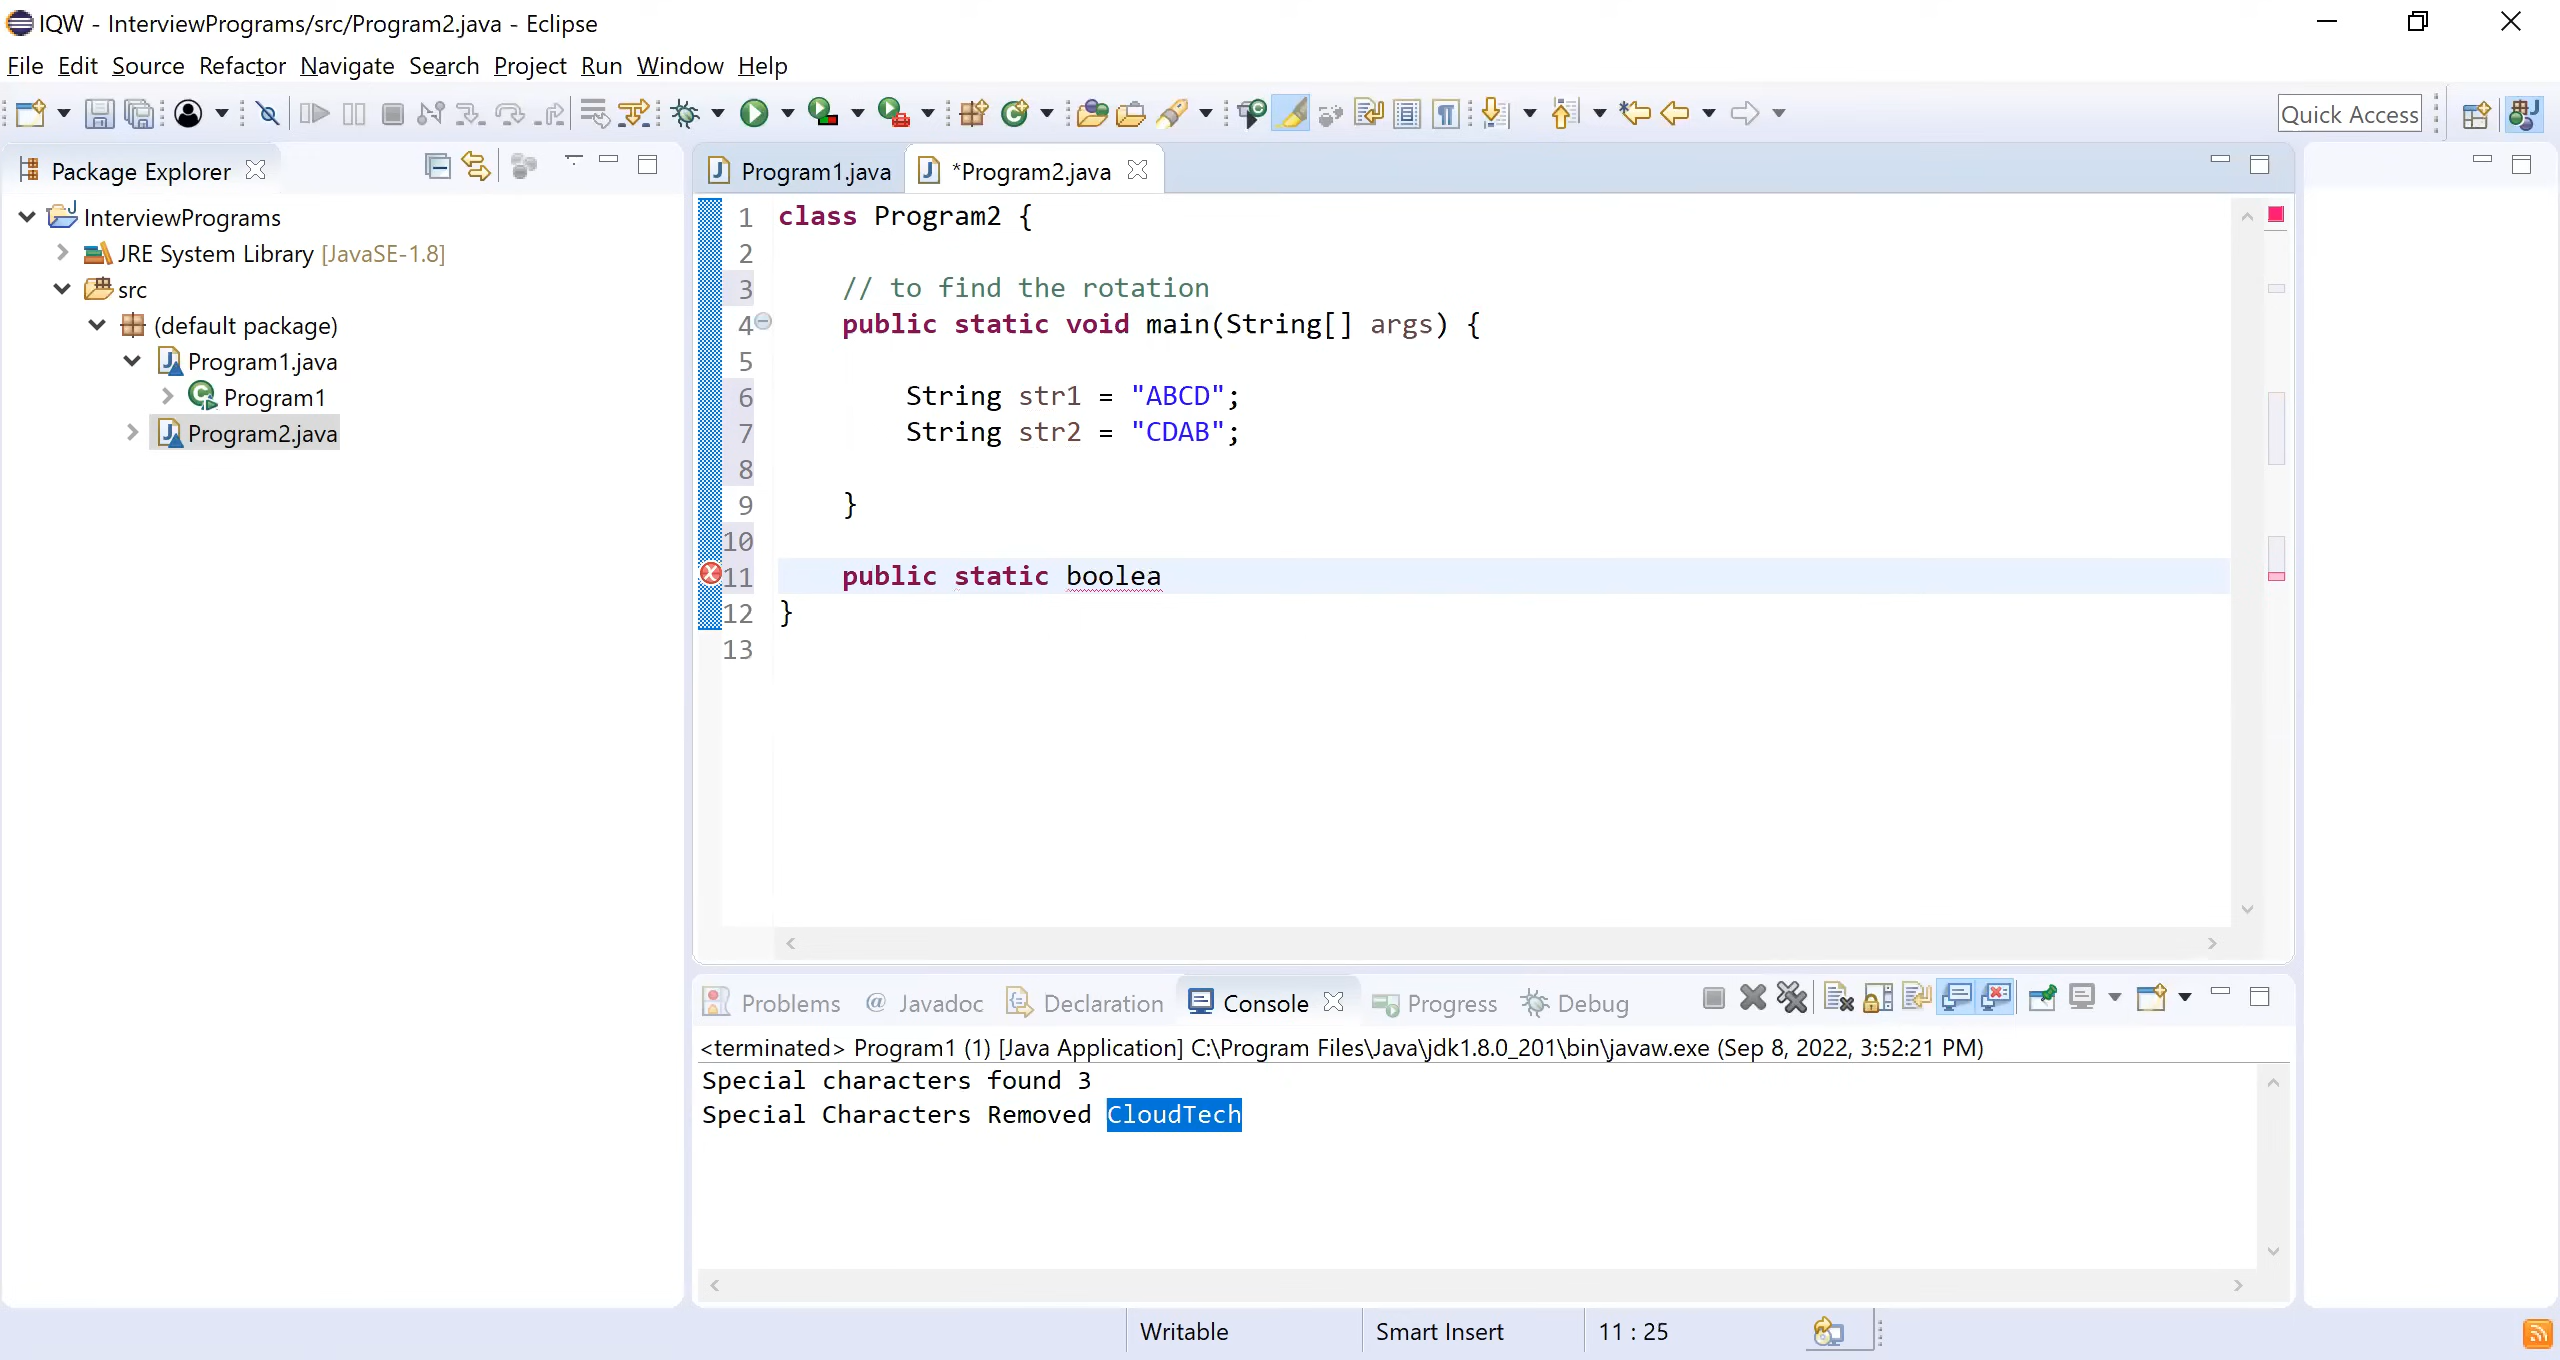 IQW - InterviewPrograms/src/Program2.java - Eclipse
File Edit Source Refactor Navigate Search Project Run Window Help
Quick Access
Package Explorer
InterviewPrograms
JRE System Library [JavaSE-1.8]
src
(default package)
Program1.java
Program1
Program2.java
Program1.java *Program2.java
1 class Program2 {
2
3 // to find the rotation
4 public static void main(String[] args) {
5
6 String str1 = "ABCD";
7 String str2 = "CDAB";
8
9 }
10
11 public static boolea
12 }
13
Problems @ Javadoc Declaration Console Progress Debug
<terminated> Program1 (1) [Java Application] C:\Program Files\Java\jdk1.8.0_201\bin\javaw.exe (Sep 8, 2022, 3:52:21 PM)
Special characters found 3
Special Characters Removed CloudTech
Writable Smart Insert 11 : 25